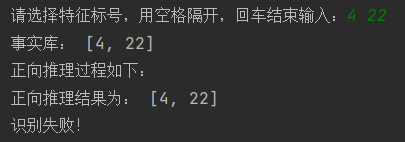 请选择特征标号，用空格隔开，回车结束输入：4 22
事实库： [4, 22]
正向推理过程如下：
正向推理结果为： [4, 22]
识别失败!